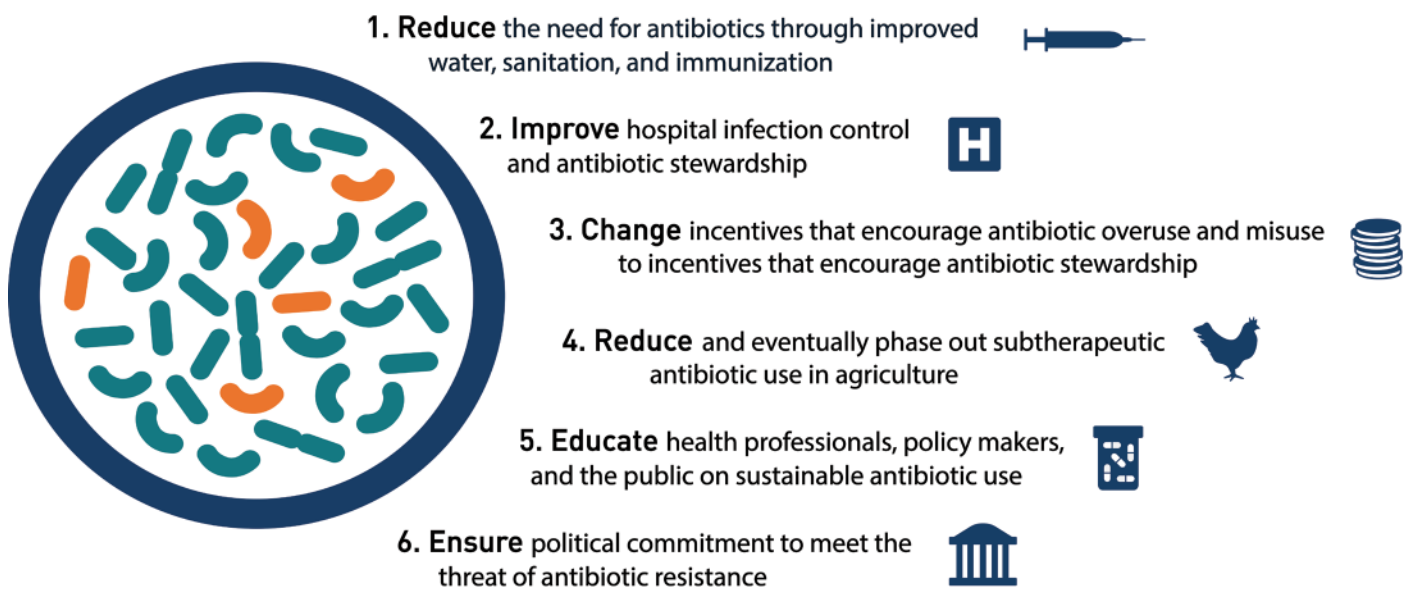 1. Reduce the need for antibiotics through improved
water, sanitation, and immunization
2. Improve hospital infection control
and antibiotic stewardship
H
3. Change incentives that encourage antibiotic overuse and misuse
to incentives that encourage antibiotic stewardship
4. Reduce and eventually phase out subtherapeutic
antibiotic use in agriculture
5. Educate health professionals, policy makers,
and the public on sustainable antibiotic use
6. Ensure political commitment to meet the
threat of antibiotic resistance